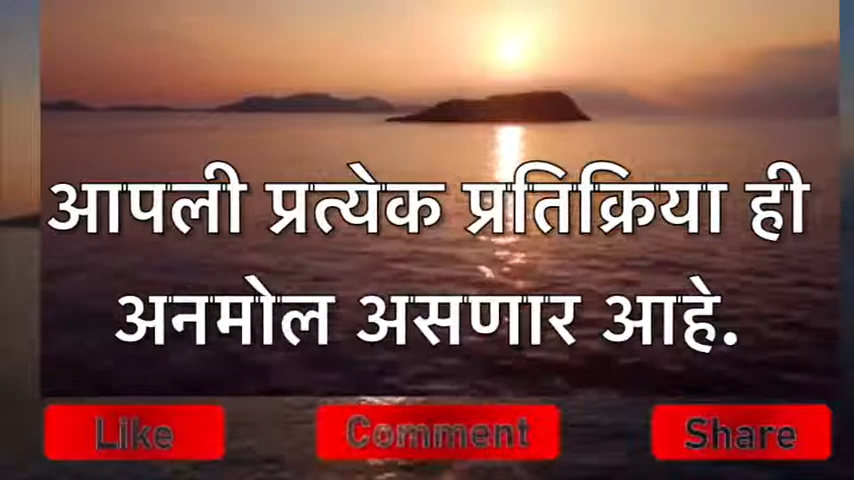 आपली प्रत्येक प्रतिक्रिया ही
अनमोल असणार आहे.
Like Comment Share